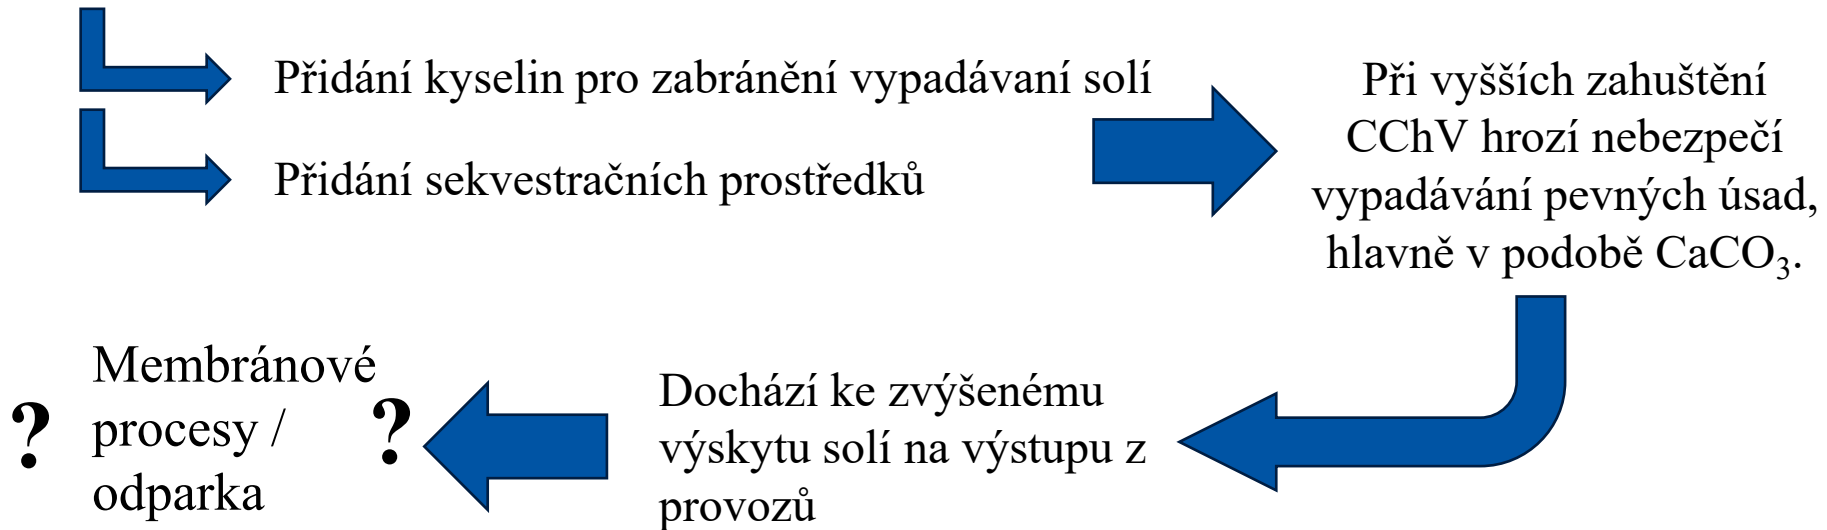 Přidání kyselin pro zabránění vypadávaní solí
Přidání sekvestračních prostředků
Při vyšších zahuštění
CChV hrozí nebezpečí
vypadávání pevných úsad,
hlavně v podobě CaCO₃.
Dochází ke zvýšenému
výskytu solí na výstupu z
provozů
? Membránové
procesy / ?
odparka